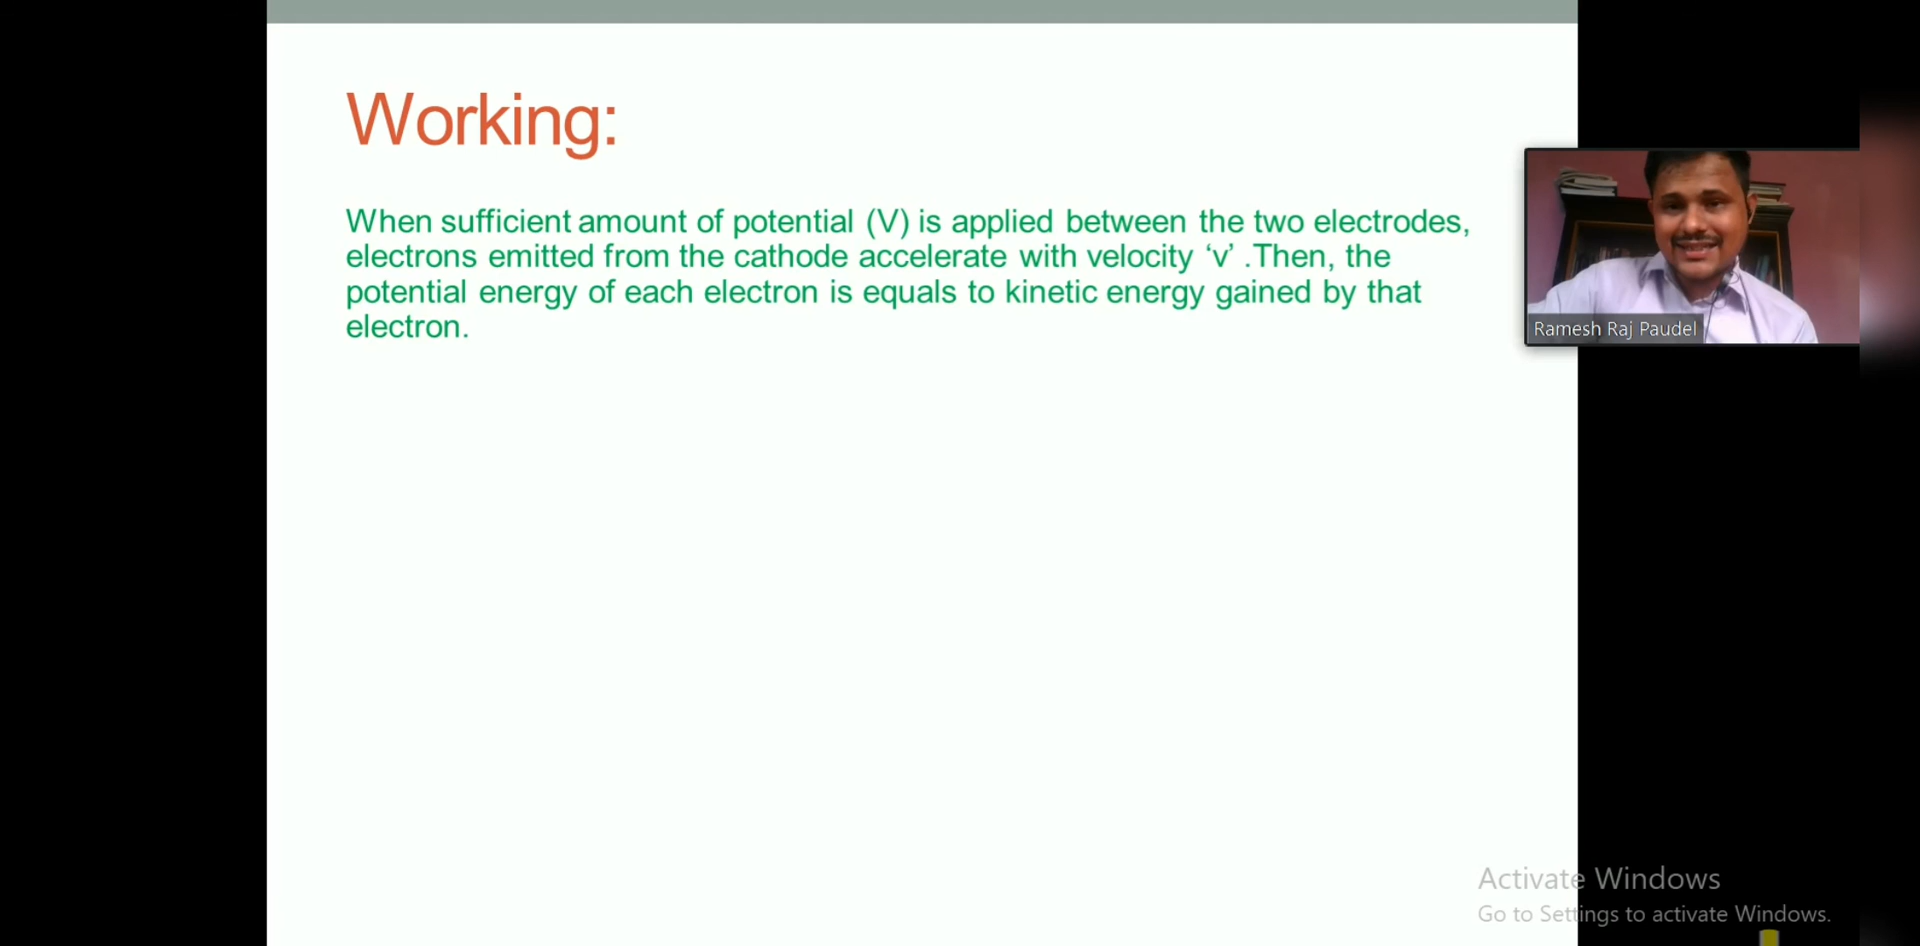 Working:
When sufficient amount of potential (V) is applied between the two electrodes,
electrons emitted from the cathode accelerate with velocity ‘v’ .Then, the
potential energy of each electron is equals to kinetic energy gained by that
electron.
Ramesh Raj Paudel
Activate Windows
Go to Settings to activate Windows.